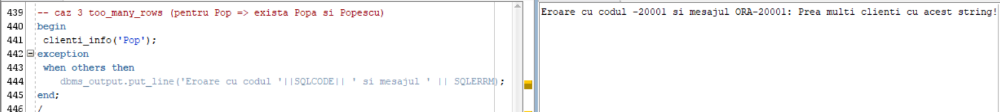 439 -- caz 3 too_many_rows (pentru Pop => exista Popa si Popescu)
440 begin
441 clienti_info('Pop');
442 exception
443 when others then
444 dbms_output.put_line('Eroare cu codul '||SQLCODE|| ' si mesajul ' || SQLERRM);
445 end;
446 /
Eroare cu codul -20001 si mesajul ORA-20001: Prea multi clienti cu acest string!